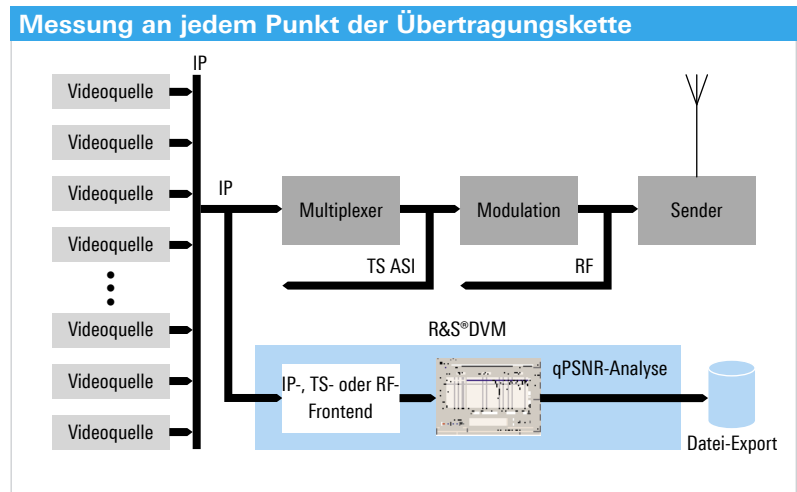 Messung an jedem Punkt der Übertragungskette
IP
Videoquelle
Videoquelle
Videoquelle
Videoquelle
Videoquelle
Videoquelle
Videoquelle
IP
Multiplexer
Modulation
Sender
TS ASI
RF
R&S®DVM
IP-, TS- oder RF-
Frontend
qPSNR-Analyse
Datei-Export